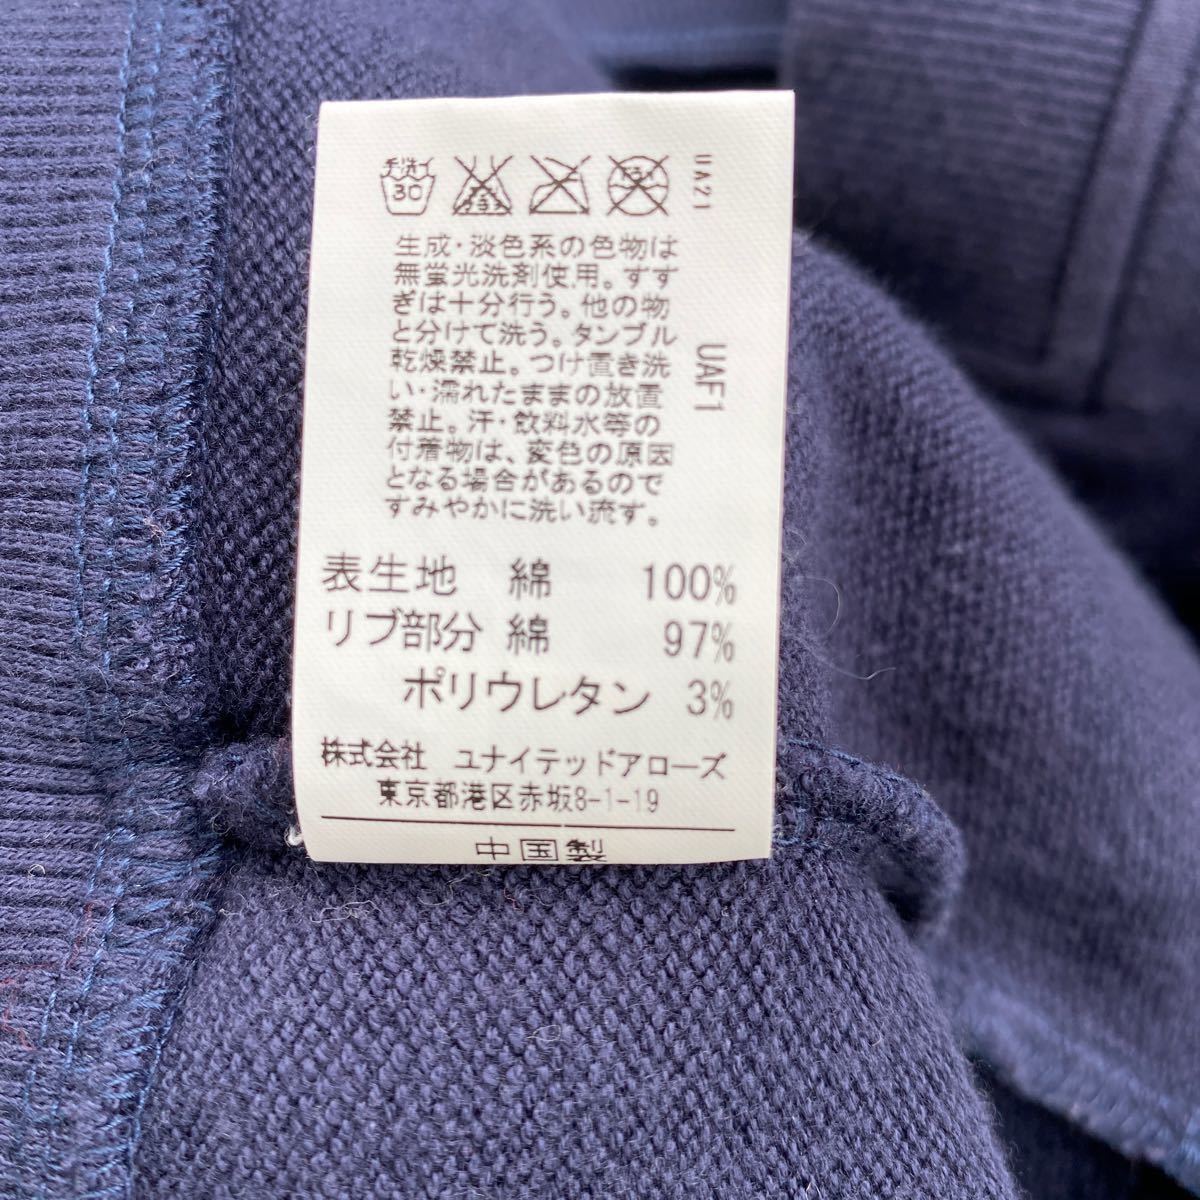 手洗イ
30
UA21
生成・淡色系の色物は
無蛍光洗剤使用。すす
ぎは十分行う。他の物
と分けて洗う。タンブル
乾燥禁止。つけ置き洗
い・濡れたままの放置
禁止。汗・飲料水等の
付着物は、変色の原因
となる場合があるので
すみやかに洗い流す。
UAF1
表生地 綿 100%
リブ部分 綿 97%
ポリウレタン 3%
株式会社 ユナイテッドアローズ
東京都港区赤坂8-1-19
中国製